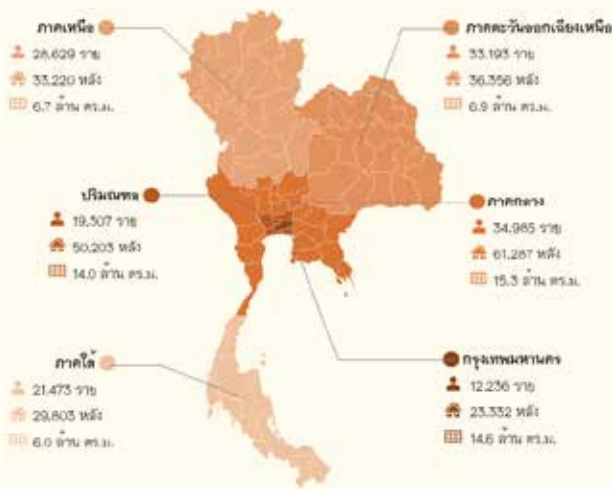 ภาคเหนือ
28,629 ราย
33,220 หลัง
6.7 ล้าน ตร.ม.
ภาคตะวันออกเฉียงเหนือ
33,193 ราย
36,356 หลัง
6.9 ล้าน ตร.ม.
ปริมณฑล
19,307 ราย
50,203 หลัง
14.0 ล้าน ตร.ม.
ภาคกลาง
34,985 ราย
61,287 หลัง
15.3 ล้าน ตร.ม.
ภาคใต้
21,473 ราย
29,803 หลัง
6.0 ล้าน ตร.ม.
กรุงเทพมหานคร
12,236 ราย
23,332 หลัง
14.6 ล้าน ตร.ม.